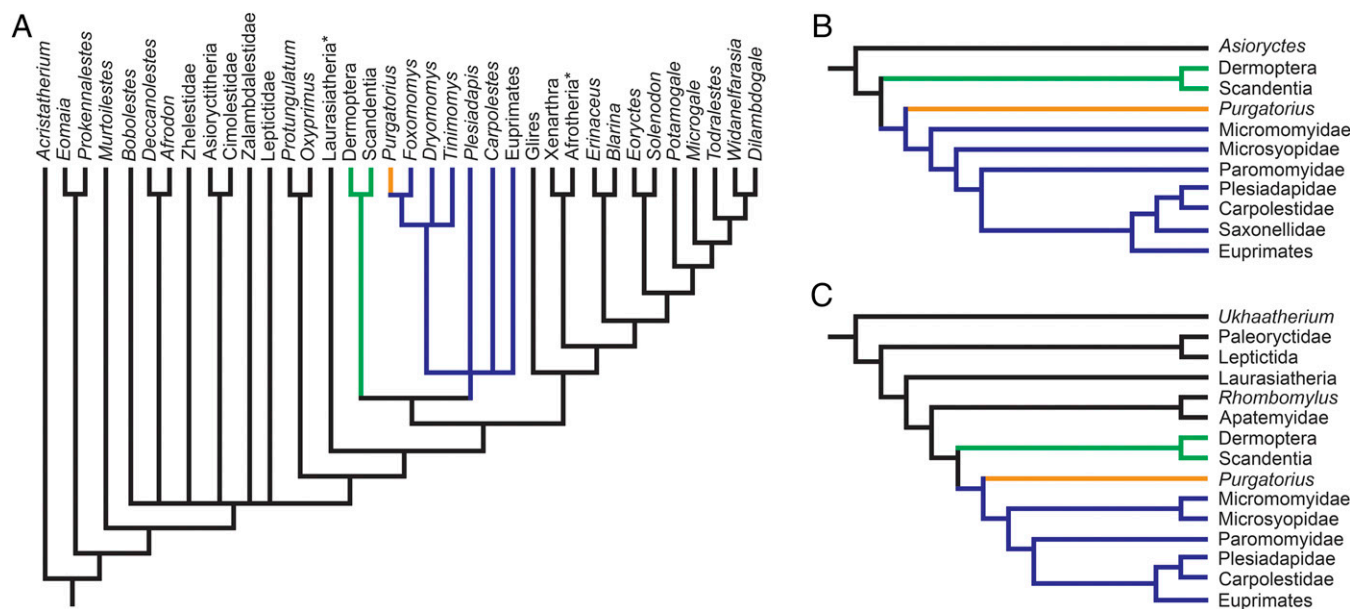 A
Acristatherium
Eomaia
Prokennalestes
Murtoilestes
Bobolestes
Deccanolestes
Afrodon
Zhelestidae
Asioryctitheria
Cimolestidae
Zalambdalestidae
Leptictidae
Protungulatum
Oxyprimus
Laurasiatheria*
Dermoptera
Scandentia
Purgatorius
Foxomomys
Dryomomys
Tinimomys
Plesiadapis
Carpolestes
Euprimates
Glires
Xenarthra
Afrotheria*
Erinaceus
Blarina
Eoryctes
Solenodon
Potamogale
Microgale
Todralestes
Widanelfarasia
Dilambdogale
B
Asioryctes
Dermoptera
Scandentia
Purgatorius
Micromomyidae
Microsyopidae
Paromomyidae
Plesiadapidae
Carpolestidae
Saxonellidae
Euprimates
C
Ukhaatherium
Paleoryctidae
Leptictida
Laurasiatheria
Rhombomylus
Apatemyidae
Dermoptera
Scandentia
Purgatorius
Micromomyidae
Microsyopidae
Paromomyidae
Plesiadapidae
Carpolestidae
Euprimates